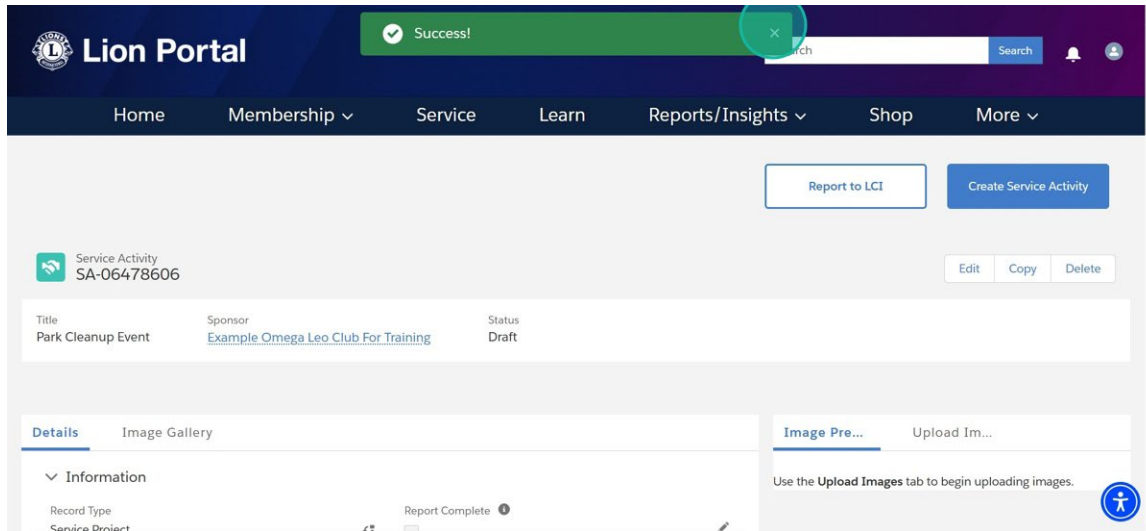 Success!
Lion Portal
Search
Home Membership Service Learn Reports/Insights Shop More
Report to LCI Create Service Activity
Service Activity
SA-06478606
Edit Copy Delete
Title Sponsor Status
Park Cleanup Event Example Omega Leo Club For Training Draft
Details Image Gallery
Image Pre... Upload Im...
Information
Use the Upload Images tab to begin uploading images.
Record Type Report Complete
Service Project